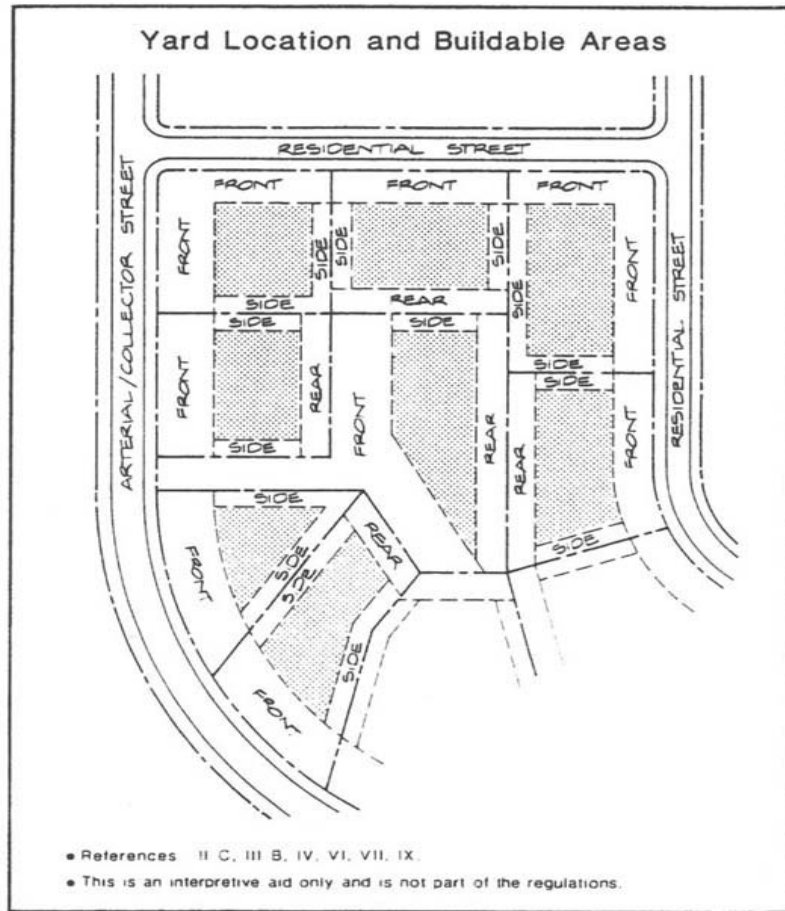 Yard Location and Buildable Areas
RESIDENTIAL STREET
ARTERIAL/COLLECTOR STREET
RESIDENTIAL STREET
FRONT
FRONT
FRONT
FRONT
SIDE
SIDE
SIDE
SIDE
FRONT
SIDE
REAR
SIDE
SIDE
SIDE
SIDE
FRONT
REAR
FRONT
REAR
REAR
FRONT
SIDE
SIDE
REAR
SIDE
FRONT
SIDE
SIDE
SIDE
FRONT
• References II C, III B, IV, VI, VII, IX.
• This is an interpretive aid only and is not part of the regulations.